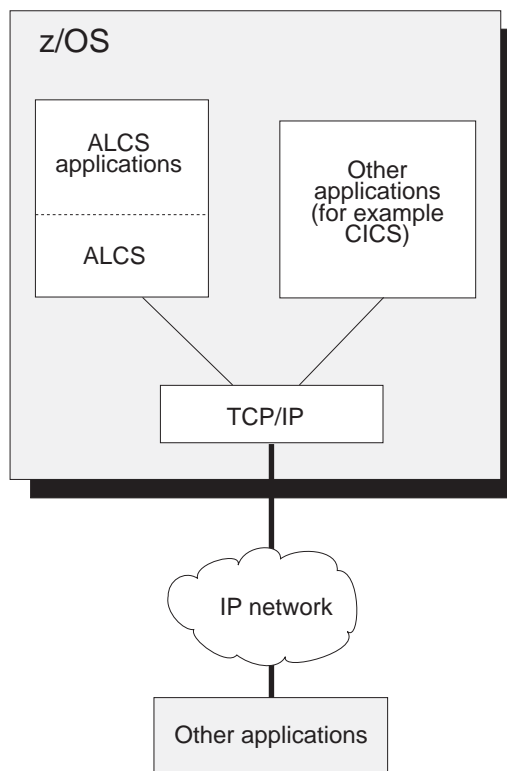 z/OS
ALCS
applications
ALCS
Other
applications
(for example
CICS)
TCP/IP
IP network
Other applications